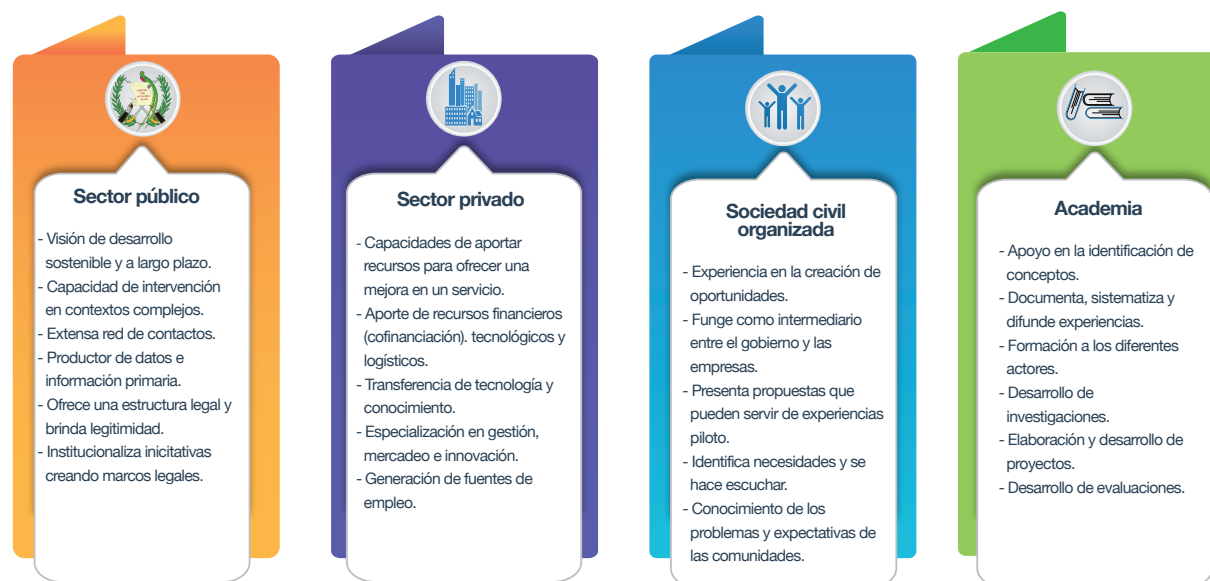 Sector público
- Visión de desarrollo
sostenible y a largo plazo.
- Capacidad de intervención
en contextos complejos.
- Extensa red de contactos.
- Productor de datos e
información primaria.
- Ofrece una estructura legal y
brinda legitimidad.
- Institucionaliza inicitativas
creando marcos legales.
Sector privado
- Capacidades de aportar
recursos para ofrecer una
mejora en un servicio.
- Aporte de recursos financieros
(cofinanciación). tecnológicos y
logísticos.
- Transferencia de tecnología y
conocimiento.
- Especialización en gestión,
mercadeo e innovación.
- Generación de fuentes de
empleo.
Sociedad civil
organizada
- Experiencia en la creación de
oportunidades.
- Funge como intermediario
entre el gobierno y las
empresas.
- Presenta propuestas que
pueden servir de experiencias
piloto.
- Identifica necesidades y se
hace escuchar.
- Conocimiento de los
problemas y expectativas de
las comunidades.
Academia
- Apoyo en la identificación de
conceptos.
- Documenta, sistematiza y
difunde experiencias.
- Formación a los diferentes
actores.
- Desarrollo de
investigaciones.
- Elaboración y desarrollo de
proyectos.
- Desarrollo de evaluaciones.